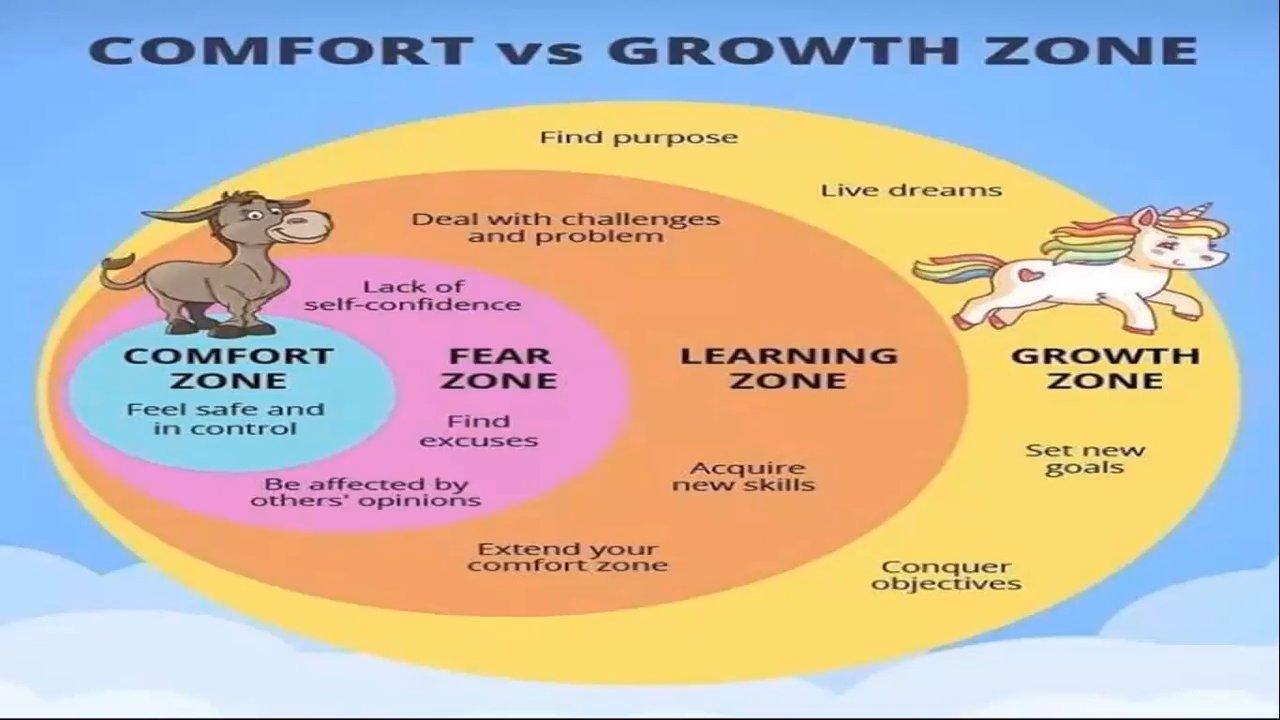 COMFORT vs GROWTH ZONE
Find purpose
Live dreams
Deal with challenges
and problem
Lack of
self-confidence
COMFORT
ZONE
Feel safe and
in control
FEAR
ZONE
Find
excuses
Be affected by
others' opinions
LEARNING
ZONE
Acquire
new skills
Extend your
comfort zone
GROWTH
ZONE
Set new
goals
Conquer
objectives